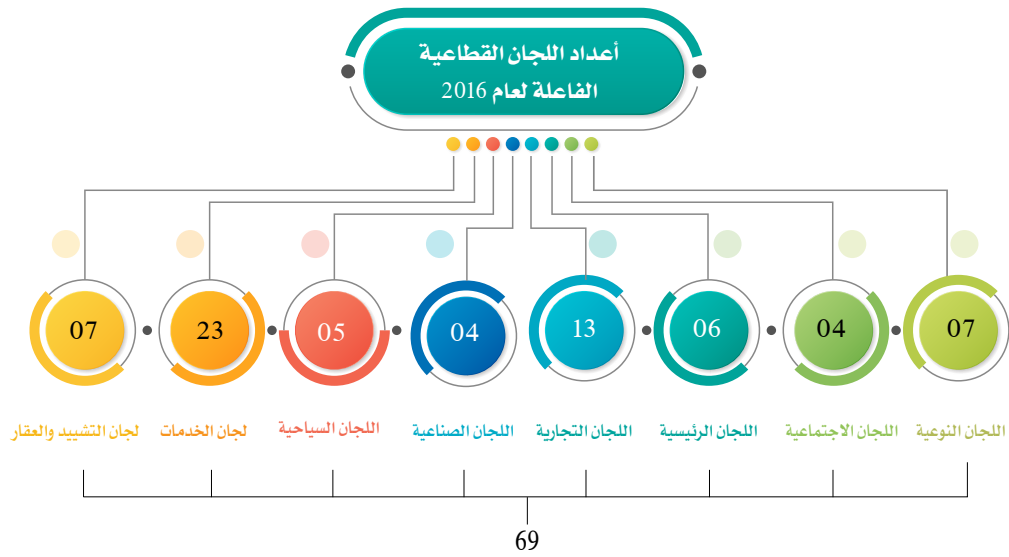 أعداد اللجان القطاعية
الفاعلة لعام 2016
07
04
06
13
04
05
23
07
اللجان النوعية
اللجان الاجتماعية
اللجان الرئيسية
اللجان التجارية
اللجان الصناعية
اللجان السياحية
لجان الخدمات
لجان التشييد والعقار
69